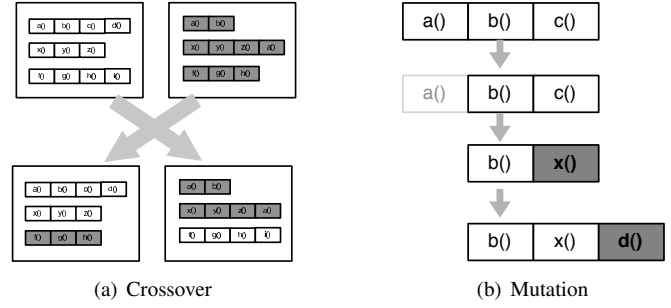 a() b() c() d()
x() y() z()
f() g() h() i()
a() b()
x() y() z() a()
f() g() h()
a() b() c() d()
x() y() z()
f() g() h()
a() b()
x() y() z() a()
f() g() h() i()
(a) Crossover
a() b() c()
a() b() c()
b() x()
b() x() d()
(b) Mutation